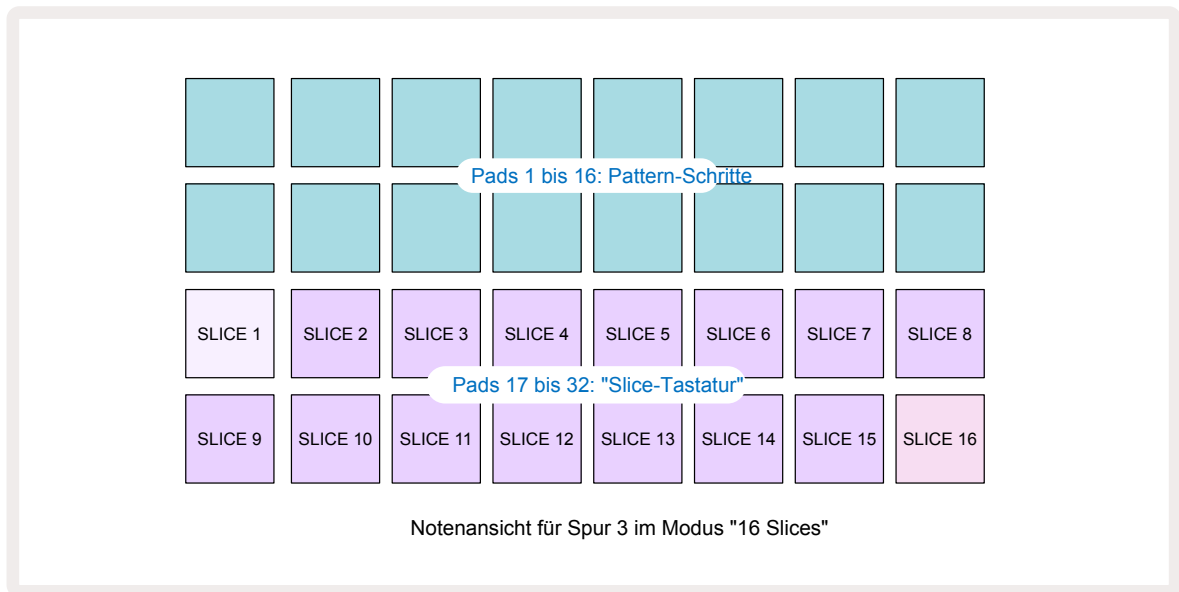 Pads 1 bis 16: Pattern-Schritte
SLICE 1 SLICE 2 SLICE 3 SLICE 4 SLICE 5 SLICE 6 SLICE 7 SLICE 8
Pads 17 bis 32: "Slice-Tastatur"
SLICE 9 SLICE 10 SLICE 11 SLICE 12 SLICE 13 SLICE 14 SLICE 15 SLICE 16
Notenansicht für Spur 3 im Modus "16 Slices"